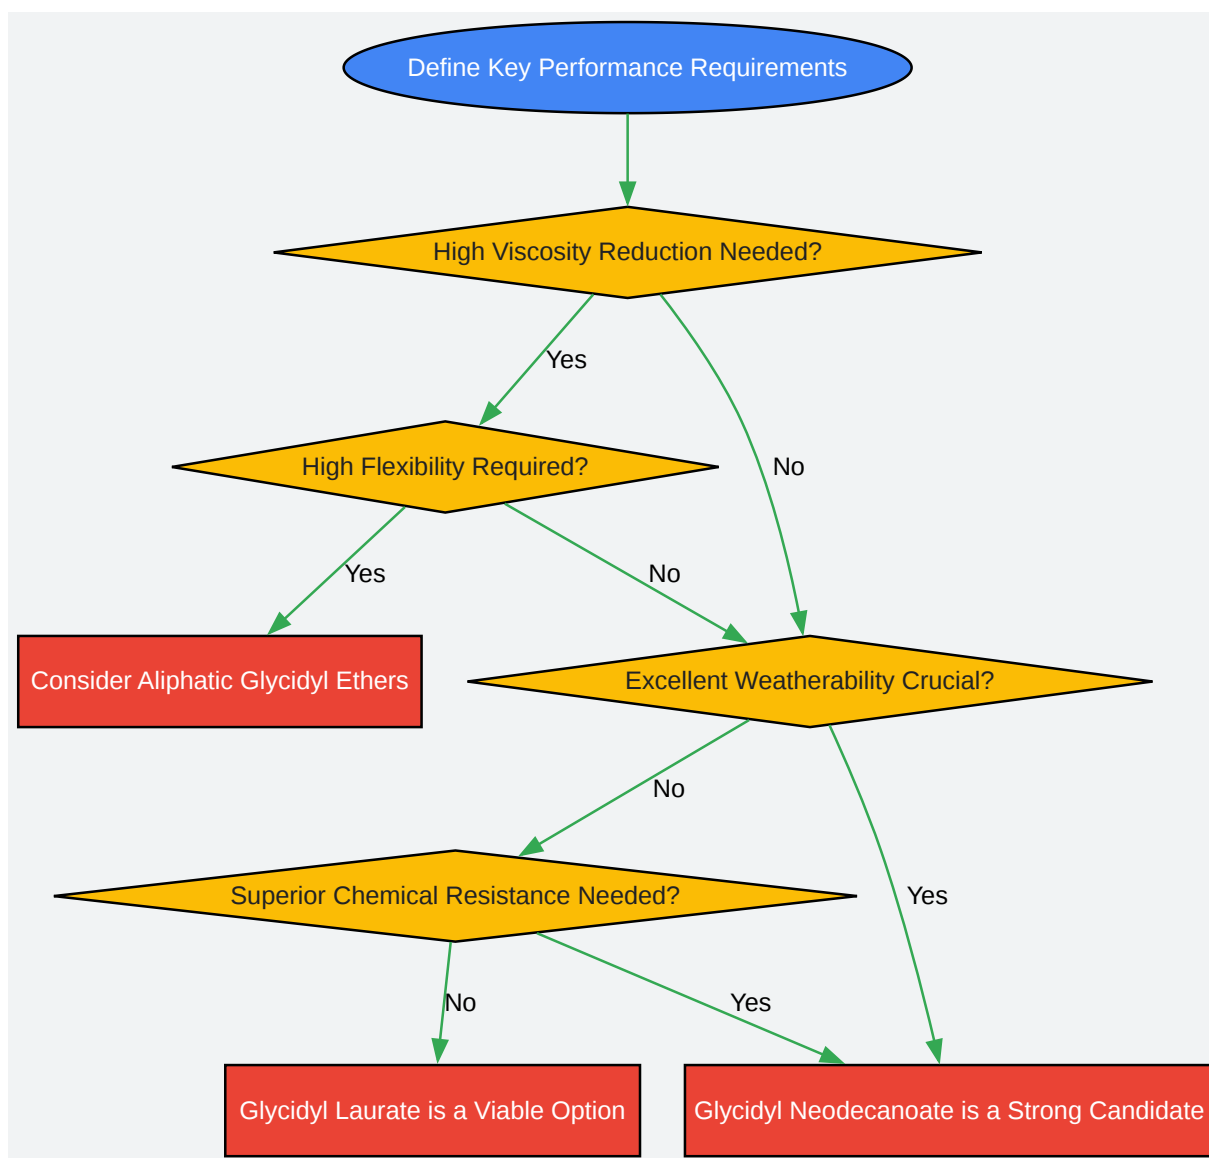 Define Key Performance Requirements
High Viscosity Reduction Needed?
Yes
High Flexibility Required?
No
Yes
No
Consider Aliphatic Glycidyl Ethers
Excellent Weatherability Crucial?
No
Superior Chemical Resistance Needed?
Yes
No
Yes
Glycidyl Laurate is a Viable Option
Glycidyl Neodecanoate is a Strong Candidate